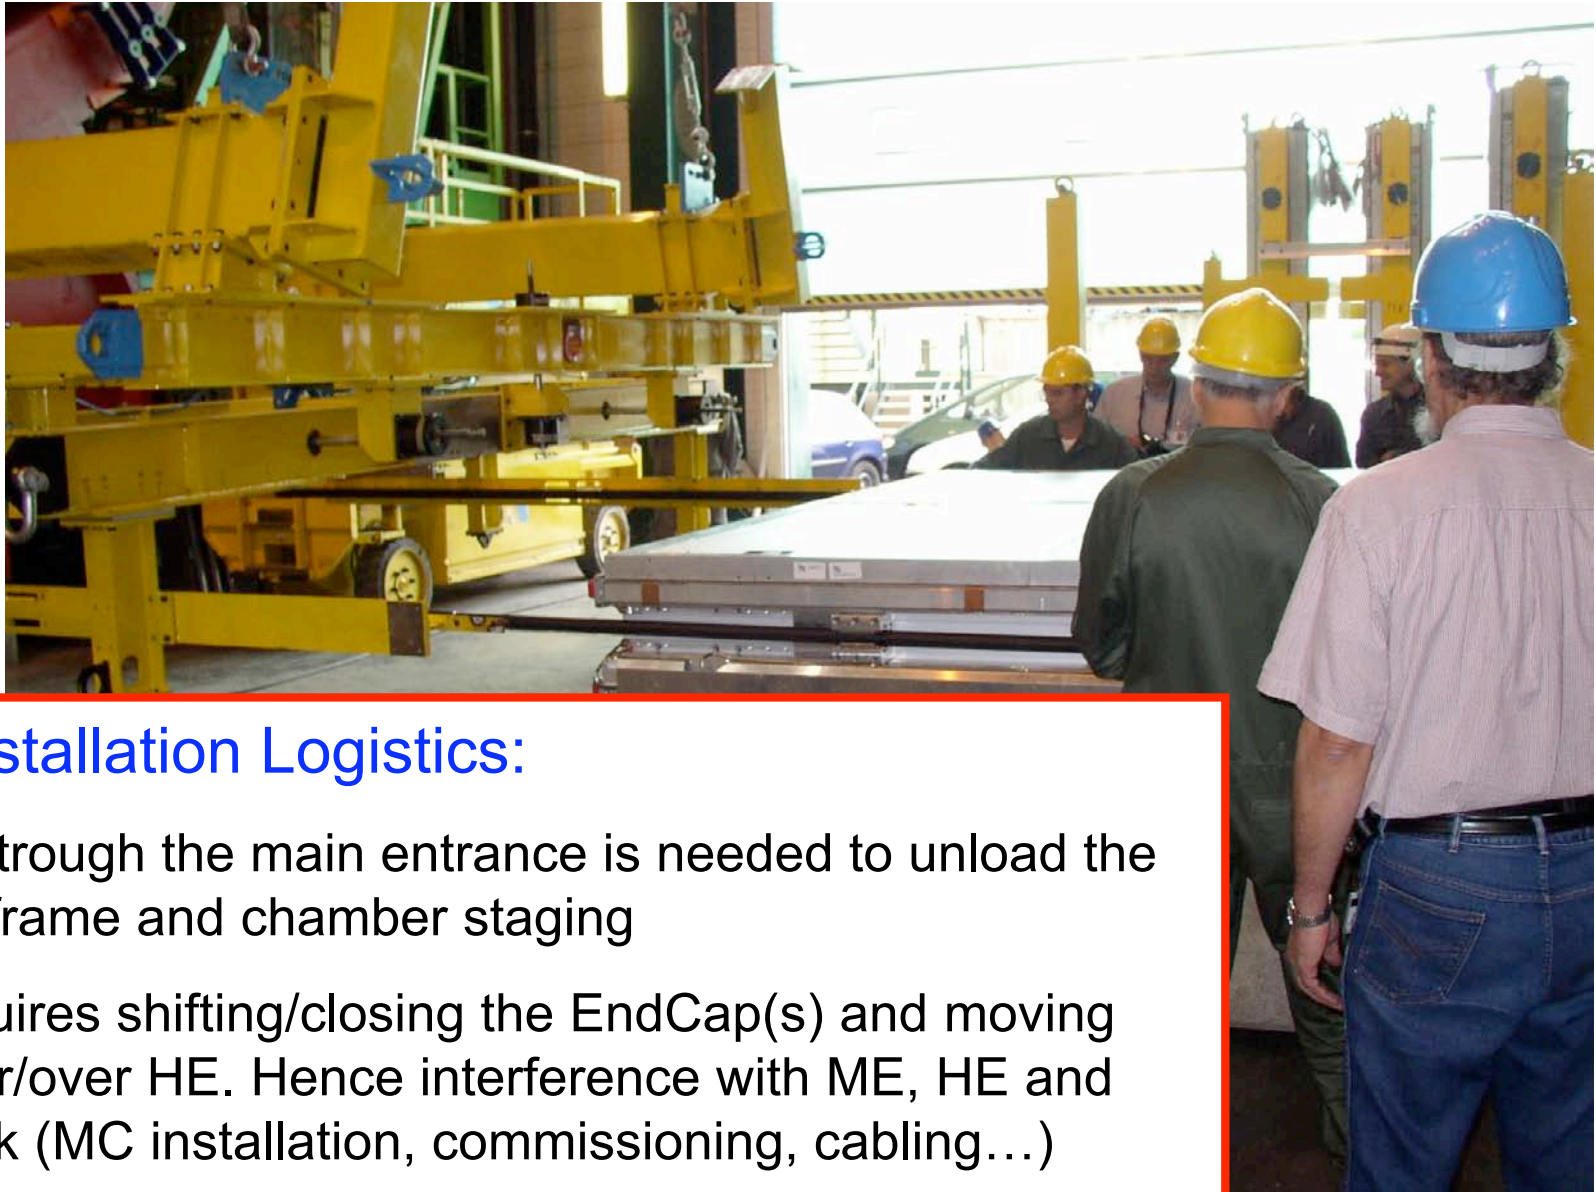 stallation Logistics:
trough the main entrance is needed to unload the
frame and chamber staging
uires shifting/closing the EndCap(s) and moving
r/over HE. Hence interference with ME, HE and
k (MC installation, commissioning, cabling…)